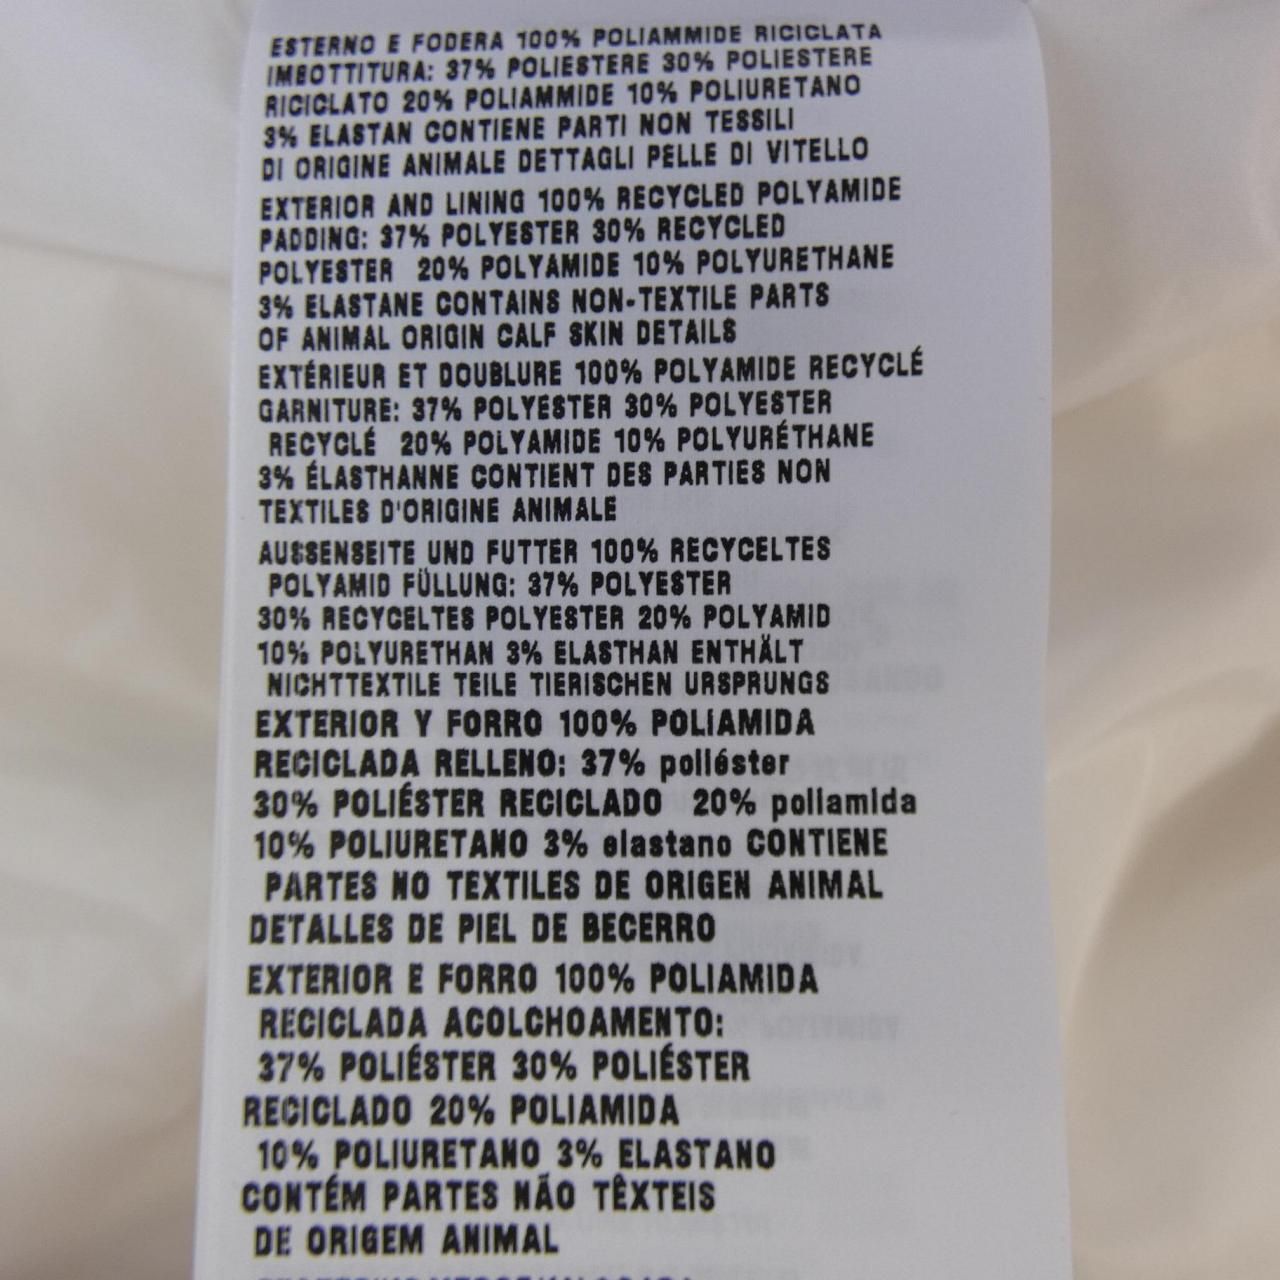 ESTERNO E FODERA 100% POLIAMMIDE RICICLATA
IMBOTTITURA: 37% POLIESTERE 30% POLIESTERE
RICICLATO 20% POLIAMMIDE 10% POLIURETANO
3% ELASTAN CONTIENE PARTI NON TESSILI
DI ORIGINE ANIMALE DETTAGLI PELLE DI VITELLO
EXTERIOR AND LINING 100% RECYCLED POLYAMIDE
PADDING: 37% POLYESTER 30% RECYCLED
POLYESTER 20% POLYAMIDE 10% POLYURETHANE
3% ELASTANE CONTAINS NON-TEXTILE PARTS
OF ANIMAL ORIGIN CALF SKIN DETAILS
EXTÉRIEUR ET DOUBLURE 100% POLYAMIDE RECYCLÉ
GARNITURE: 37% POLYESTER 30% POLYESTER
RECYCLÉ 20% POLYAMIDE 10% POLYURÉTHANE
3% ÉLASTHANNE CONTIENT DES PARTIES NON
TEXTILES D'ORIGINE ANIMALE
AUSSENSEITE UND FUTTER 100% RECYCELTES
POLYAMID FÜLLUNG: 37% POLYESTER
30% RECYCELTES POLYESTER 20% POLYAMID
10% POLYURETHAN 3% ELASTHAN ENTHÄLT
NICHTTEXTILE TEILE TIERISCHEN URSPRUNGS
EXTERIOR Y FORRO 100% POLIAMIDA
RECICLADA RELLENO: 37% poliéster
30% POLIÉSTER RECICLADO 20% poliamida
10% POLIURETANO 3% elastano CONTIENE
PARTES NO TEXTILES DE ORIGEN ANIMAL
DETALLES DE PIEL DE BECERRO
EXTERIOR E FORRO 100% POLIAMIDA
RECICLADA ACOLCHOAMENTO:
37% POLIÉSTER 30% POLIÉSTER
RECICLADO 20% POLIAMIDA
10% POLIURETANO 3% ELASTANO
CONTÉM PARTES NÃO TÊXTEIS
DE ORIGEM ANIMAL